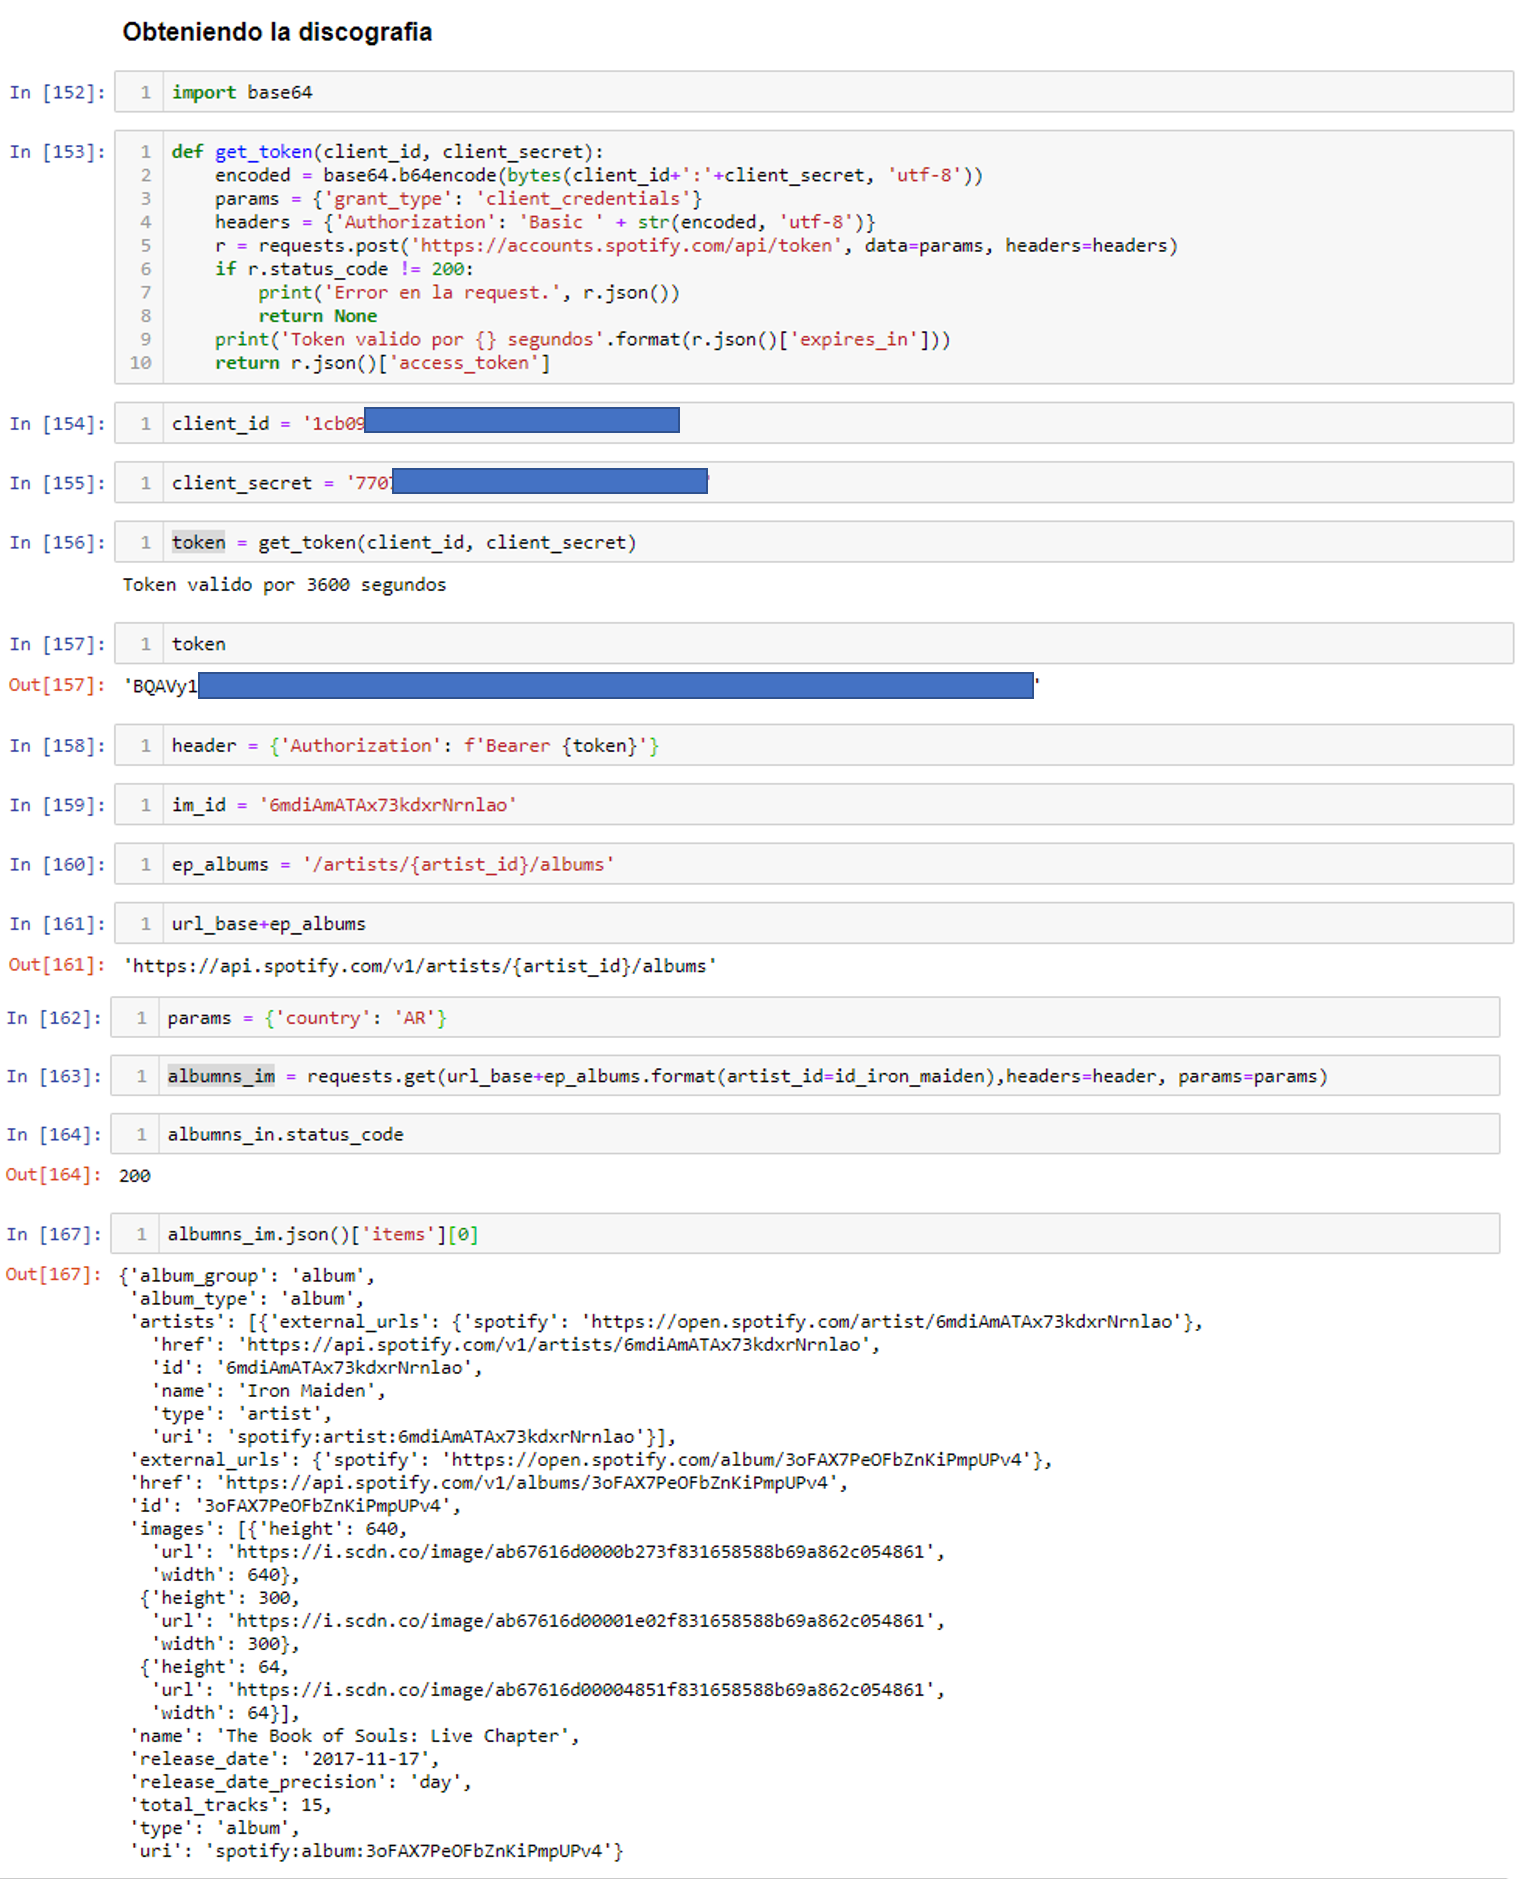 Obteniendo la discografia
In [152]: 1 import base64
In [153]: 1 def get_token(client_id, client_secret):
2     encoded = base64.b64encode(bytes(client_id+':'+client_secret, 'utf-8'))
3     params = {'grant_type': 'client_credentials'}
4     headers = {'Authorization': 'Basic ' + str(encoded, 'utf-8')}
5     r = requests.post('https://accounts.spotify.com/api/token', data=params, headers=headers)
6     if r.status_code != 200:
7         print('Error en la request.', r.json())
8         return None
9     print('Token valido por {} segundos'.format(r.json()['expires_in']))
10     return r.json()['access_token']
In [154]: 1 client_id = '1cb09
In [155]: 1 client_secret = '770
In [156]: 1 token = get_token(client_id, client_secret)
Token valido por 3600 segundos
In [157]: 1 token
Out[157]: 'BQAVy1 '
In [158]: 1 header = {'Authorization': f'Bearer {token}'}
In [159]: 1 im_id = '6mdiAmATAx73kdxrNrnlao'
In [160]: 1 ep_albums = '/artists/{artist_id}/albums'
In [161]: 1 url_base+ep_albums
Out[161]: 'https://api.spotify.com/v1/artists/{artist_id}/albums'
In [162]: 1 params = {'country': 'AR'}
In [163]: 1 albumns_im = requests.get(url_base+ep_albums.format(artist_id=id_iron_maiden),headers=header, params=params)
In [164]: 1 albumns_in.status_code
Out[164]: 200
In [167]: 1 albumns_im.json()['items'][0]
Out[167]: {'album_group': 'album',
'album_type': 'album',
'artists': [{'external_urls': {'spotify': 'https://open.spotify.com/artist/6mdiAmATAx73kdxrNrnlao'},
'href': 'https://api.spotify.com/v1/artists/6mdiAmATAx73kdxrNrnlao',
'id': '6mdiAmATAx73kdxrNrnlao',
'name': 'Iron Maiden',
'type': 'artist',
'uri': 'spotify:artist:6mdiAmATAx73kdxrNrnlao'}],
'external_urls': {'spotify': 'https://open.spotify.com/album/3oFAX7PeOFbZnKiPmpUPv4'},
'href': 'https://api.spotify.com/v1/albums/3oFAX7PeOFbZnKiPmpUPv4',
'id': '3oFAX7PeOFbZnKiPmpUPv4',
'images': [{'height': 640,
'url': 'https://i.scdn.co/image/ab67616d0000b273f831658588b69a862c054861',
'width': 640},
{'height': 300,
'url': 'https://i.scdn.co/image/ab67616d00001e02f831658588b69a862c054861',
'width': 300},
{'height': 64,
'url': 'https://i.scdn.co/image/ab67616d00004851f831658588b69a862c054861',
'width': 64}],
'name': 'The Book of Souls: Live Chapter',
'release_date': '2017-11-17',
'release_date_precision': 'day',
'total_tracks': 15,
'type': 'album',
'uri': 'spotify:album:3oFAX7PeOFbZnKiPmpUPv4'}